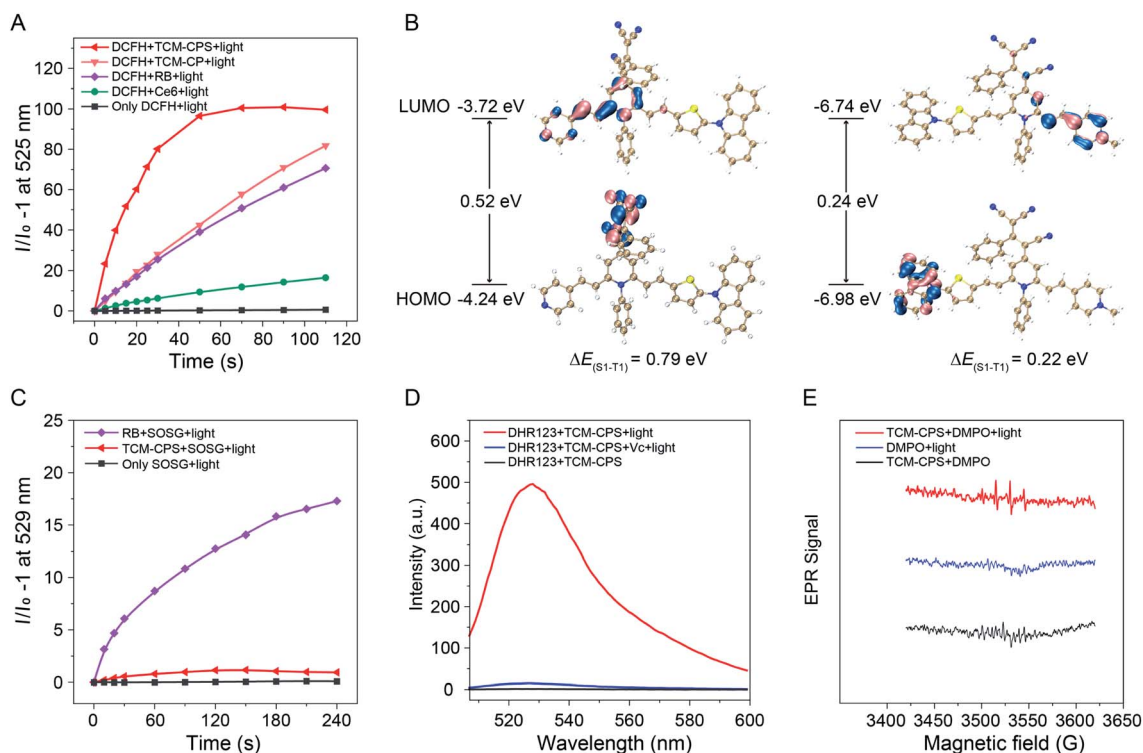 A
DCFH+TCM-CPS+light
DCFH+TCM-CP+light
DCFH+RB+light
DCFH+Ce6+light
Only DCFH+light
I/I₀ -1 at 525 nm
120
100
80
60
40
20
0
0 20 40 60 80 100 120
Time (s)
B
LUMO -3.72 eV
0.52 eV
HOMO -4.24 eV
ΔE(S1-T1) = 0.79 eV
-6.74 eV
0.24 eV
-6.98 eV
ΔE(S1-T1) = 0.22 eV
C
RB+SOSG+light
TCM-CPS+SOSG+light
Only SOSG+light
I/I₀ -1 at 529 nm
25
20
15
10
5
0
0 60 120 180 240
Time (s)
D
DHR123+TCM-CPS+light
DHR123+TCM-CPS+Vc+light
DHR123+TCM-CPS
Intensity (a.u.)
600
500
400
300
200
100
50
0
520 540 560 580 600
Wavelength (nm)
E
TCM-CPS+DMPO+light
DMPO+light
TCM-CPS+DMPO
EPR Signal
3400 3450 3500 3550 3600 3650
Magnetic field (G)